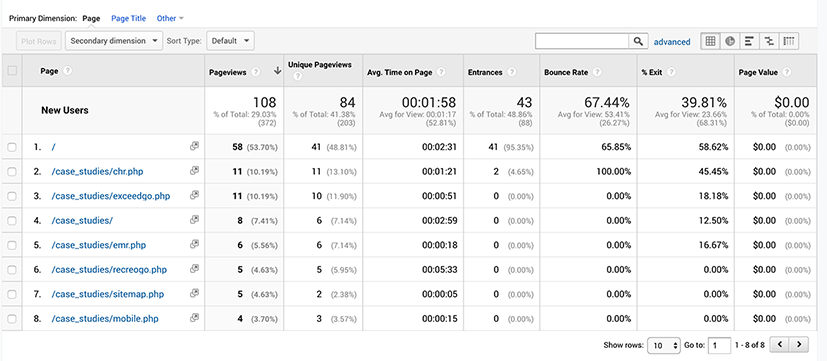 Primary Dimension: Page Page Title Other
Plot Rows Secondary dimension Sort Type: Default advanced
Page ? Pageviews ? Unique Pageviews ? Avg. Time on Page ? Entrances ? Bounce Rate ? % Exit ? Page Value ?
New Users 108 84 00:01:58 43 67.44% 39.81% $0.00
% of Total: 29.03% % of Total: 41.38% Avg for View: 00:01:17 % of Total: 48.86% Avg for View: 53.41% Avg for View: 23.66% % of Total: 0.00%
(372) (203) (52.81%) (88) (26.27%) (68.31%) ($0.00)
1. / 58 (53.70%) 41 (48.81%) 00:02:31 41 (95.35%) 65.85% 58.62% $0.00 (0.00%)
2. /case_studies/chr.php 11 (10.19%) 11 (13.10%) 00:01:21 2 (4.65%) 100.00% 45.45% $0.00 (0.00%)
3. /case_studies/exceedgo.php 11 (10.19%) 10 (11.90%) 00:00:51 0 (0.00%) 0.00% 18.18% $0.00 (0.00%)
4. /case_studies/ 8 (7.41%) 6 (7.14%) 00:02:59 0 (0.00%) 0.00% 12.50% $0.00 (0.00%)
5. /case_studies/emr.php 6 (5.56%) 6 (7.14%) 00:00:18 0 (0.00%) 0.00% 16.67% $0.00 (0.00%)
6. /case_studies/recreogo.php 5 (4.63%) 5 (5.95%) 00:05:33 0 (0.00%) 0.00% 0.00% $0.00 (0.00%)
7. /case_studies/sitemap.php 5 (4.63%) 2 (2.38%) 00:00:05 0 (0.00%) 0.00% 0.00% $0.00 (0.00%)
8. /case_studies/mobile.php 4 (3.70%) 3 (3.57%) 00:00:15 0 (0.00%) 0.00% 0.00% $0.00 (0.00%)
Show rows: 10 Go to: 1 1 - 8 of 8